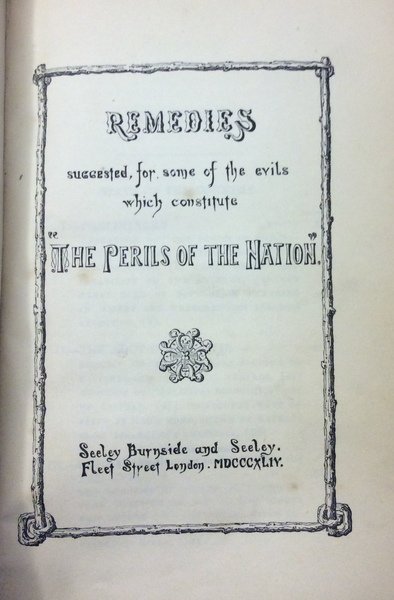 REMEDIES
suggested, for some of the evils
which constitute
"THE PERILS OF THE NATION".
Seeley Burnside and Seeley.
Fleet Street London. MDCCCXLIV.